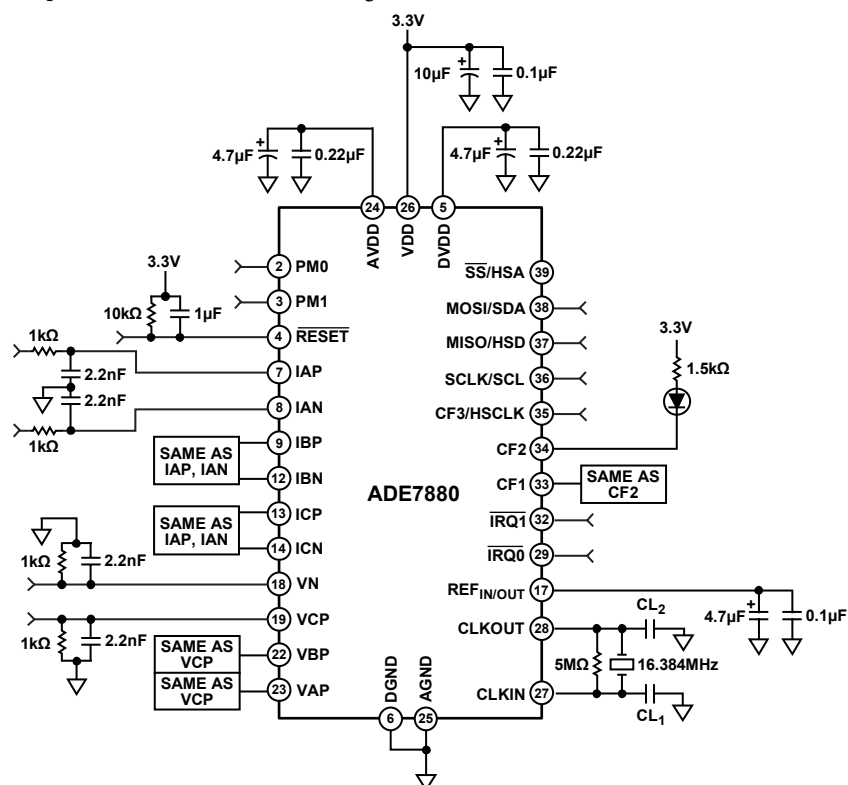 3.3V
10µF
+
0.1µF
4.7µF
+
0.22µF
4.7µF
+
0.22µF
24
26
5
AVDD
VDD
DVDD
3.3V
10kΩ
1µF
2
PM0
3
PM1
4
RESET
1kΩ
2.2nF
2.2nF
1kΩ
7
IAP
8
IAN
SAME AS
IAP, IAN
9
IBP
12
IBN
SAME AS
IAP, IAN
13
ICP
14
ICN
1kΩ
2.2nF
18
VN
19
VCP
1kΩ
2.2nF
SAME AS
VCP
22
VBP
SAME AS
VCP
23
VAP
ADE7880
SS/HSA
39
MOSI/SDA
38
MISO/HSD
37
SCLK/SCL
36
CF3/HSCLK
35
CF2
34
3.3V
1.5kΩ
CF1
33
SAME AS
CF2
IRQ1
32
IRQ0
29
REFIN/OUT
17
4.7µF
+
0.1µF
CLKOUT
28
CL2
5MΩ
16.384MHz
CLKIN
27
CL1
DGND
AGND
6
25